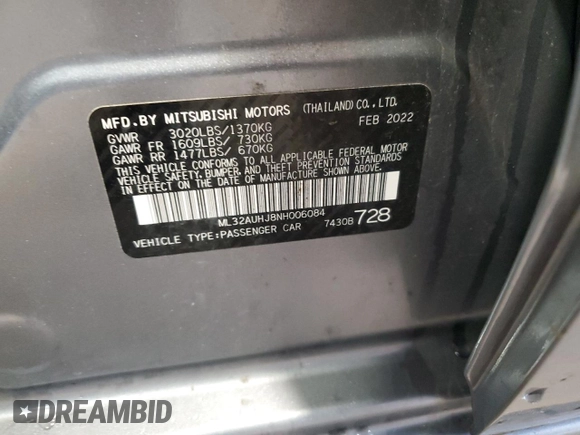 MFD.BY MITSUBISHI MOTORS (THAILAND) CO.,LTD.
FEB 2022
GVWR 3020LBS/1370KG
GAWR FR 1609LBS/ 730KG
GAWR RR 1477LBS/ 670KG
THIS VEHICLE CONFORMS TO ALL APPLICABLE FEDERAL MOTOR
VEHICLE SAFETY, BUMPER, AND THEFT PREVENTION STANDARDS
IN EFFECT ON THE DATE OF MANUFACTURE SHOWN ABOVE.
ML32AUHJ8NH006084
VEHICLE TYPE:PASSENGER CAR 7430B 728
DREAMBID